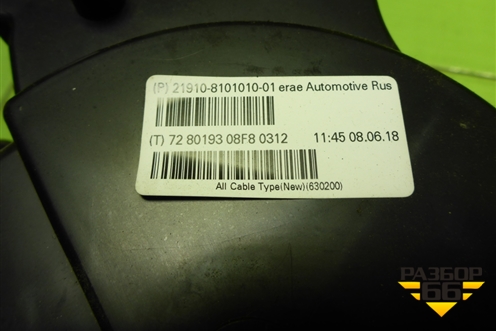 (P) 21910-8101010-01 erae Automotive Rus
(T) 72 80193 08F8 0312 11:45 08.06.18
All Cable Type(New)(630200)
РАЗБОР
66